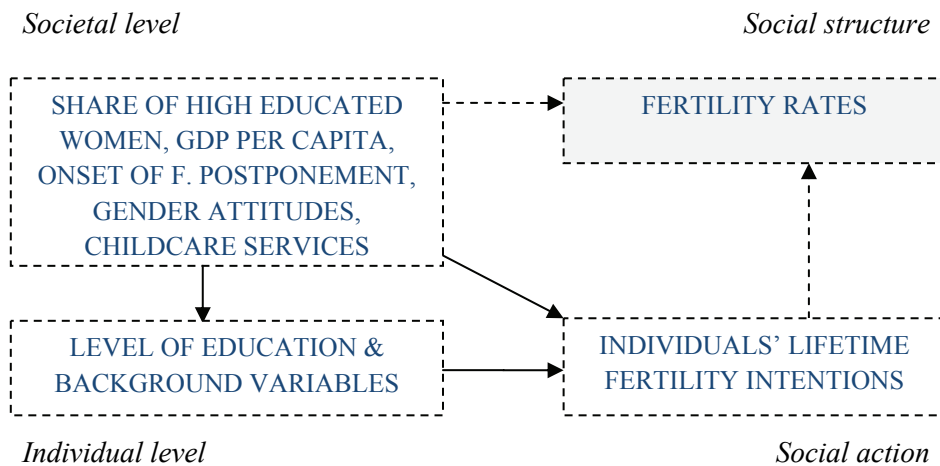 Societal level
Social structure
SHARE OF HIGH EDUCATED
WOMEN, GDP PER CAPITA,
ONSET OF F. POSTPONEMENT,
GENDER ATTITUDES,
CHILDCARE SERVICES
FERTILITY RATES
LEVEL OF EDUCATION &
BACKGROUND VARIABLES
INDIVIDUALS’ LIFETIME
FERTILITY INTENTIONS
Individual level
Social action